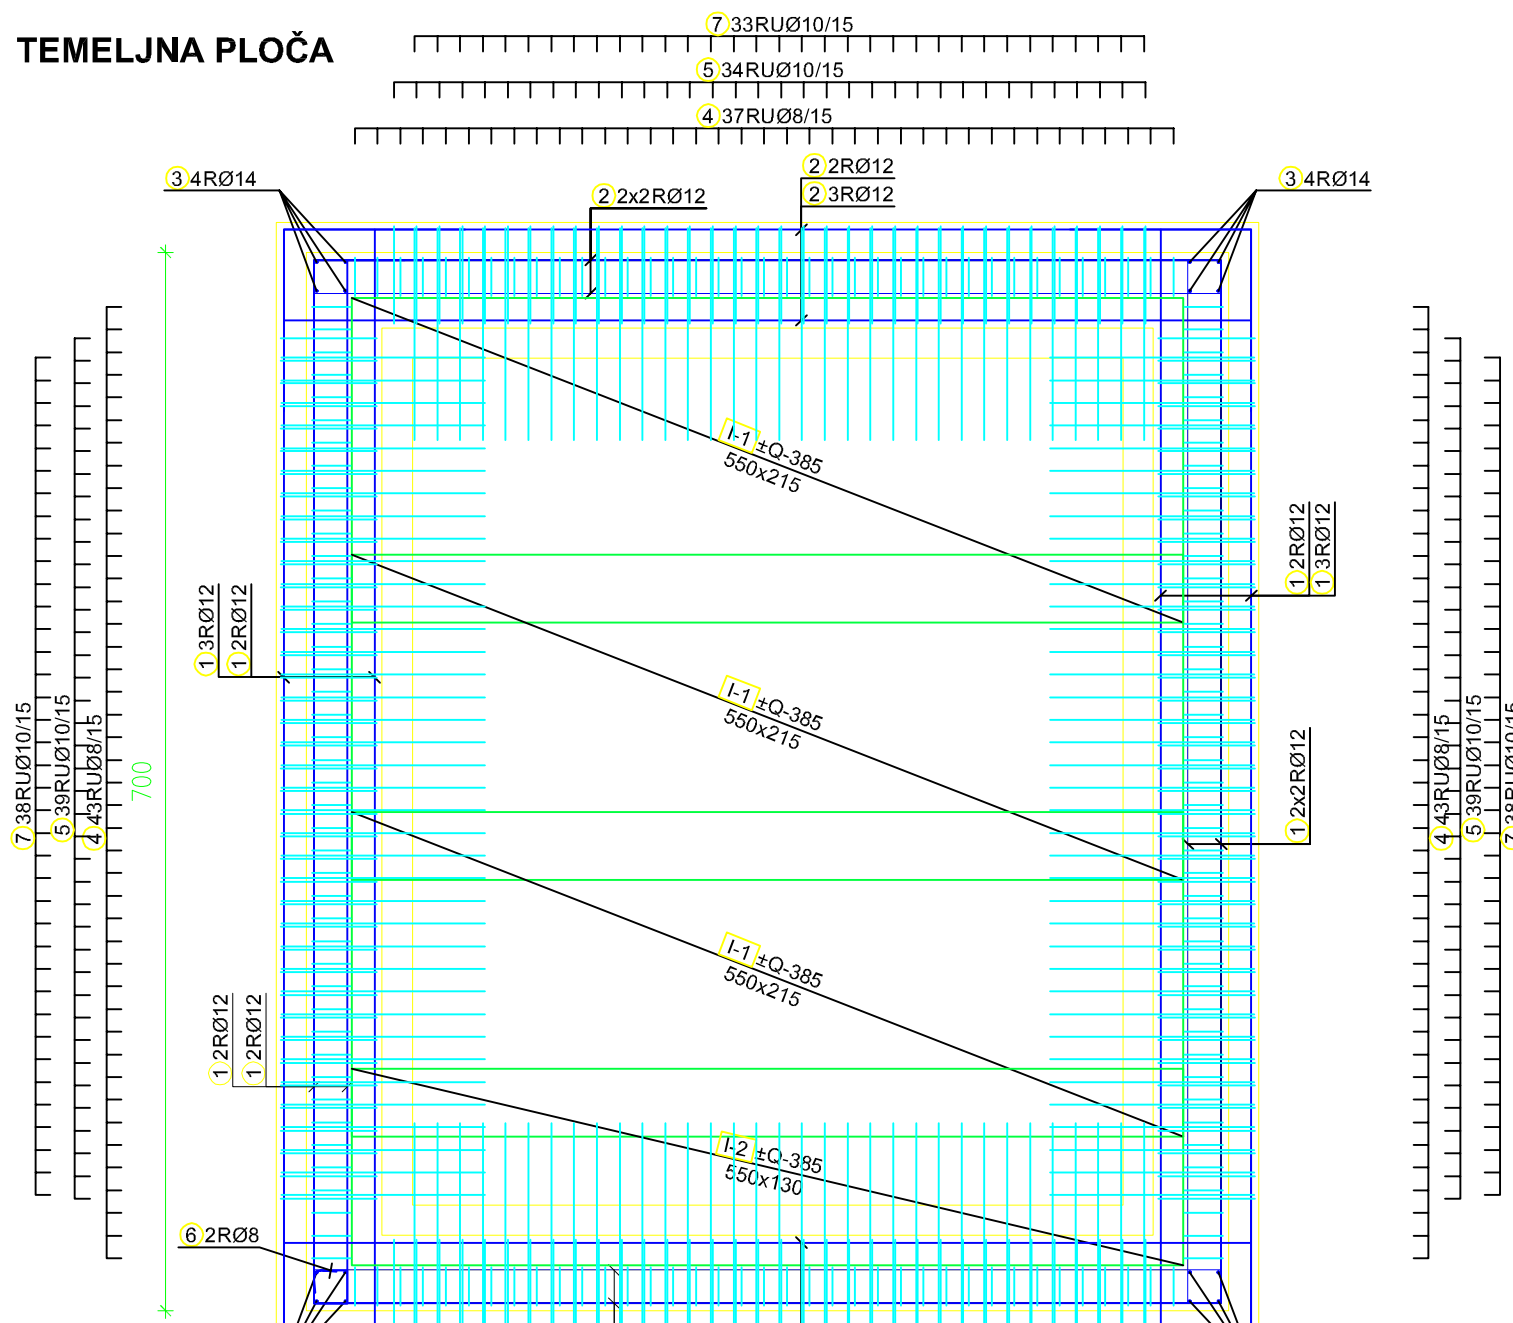 TEMELJNA PLOČA
7 33RUØ10/15
5 34RUØ10/15
4 37RUØ8/15
3 4RØ14
2 2x2RØ12
2 2RØ12
2 3RØ12
3 4RØ14
I-1 ±Q-385
550x215
1 2RØ12
1 3RØ12
1 3RØ12
1 2RØ12
I-1 ±Q-385
550x215
7 38RUØ10/15
5 39RUØ10/15
4 43RUØ8/15
700
1 2x2RØ12
4 43RUØ8/15
5 39RUØ10/15
7 38RUØ10/15
I-1 ±Q-385
550x215
1 2RØ12
1 2RØ12
I-2 ±Q-385
550x130
6 2RØ8